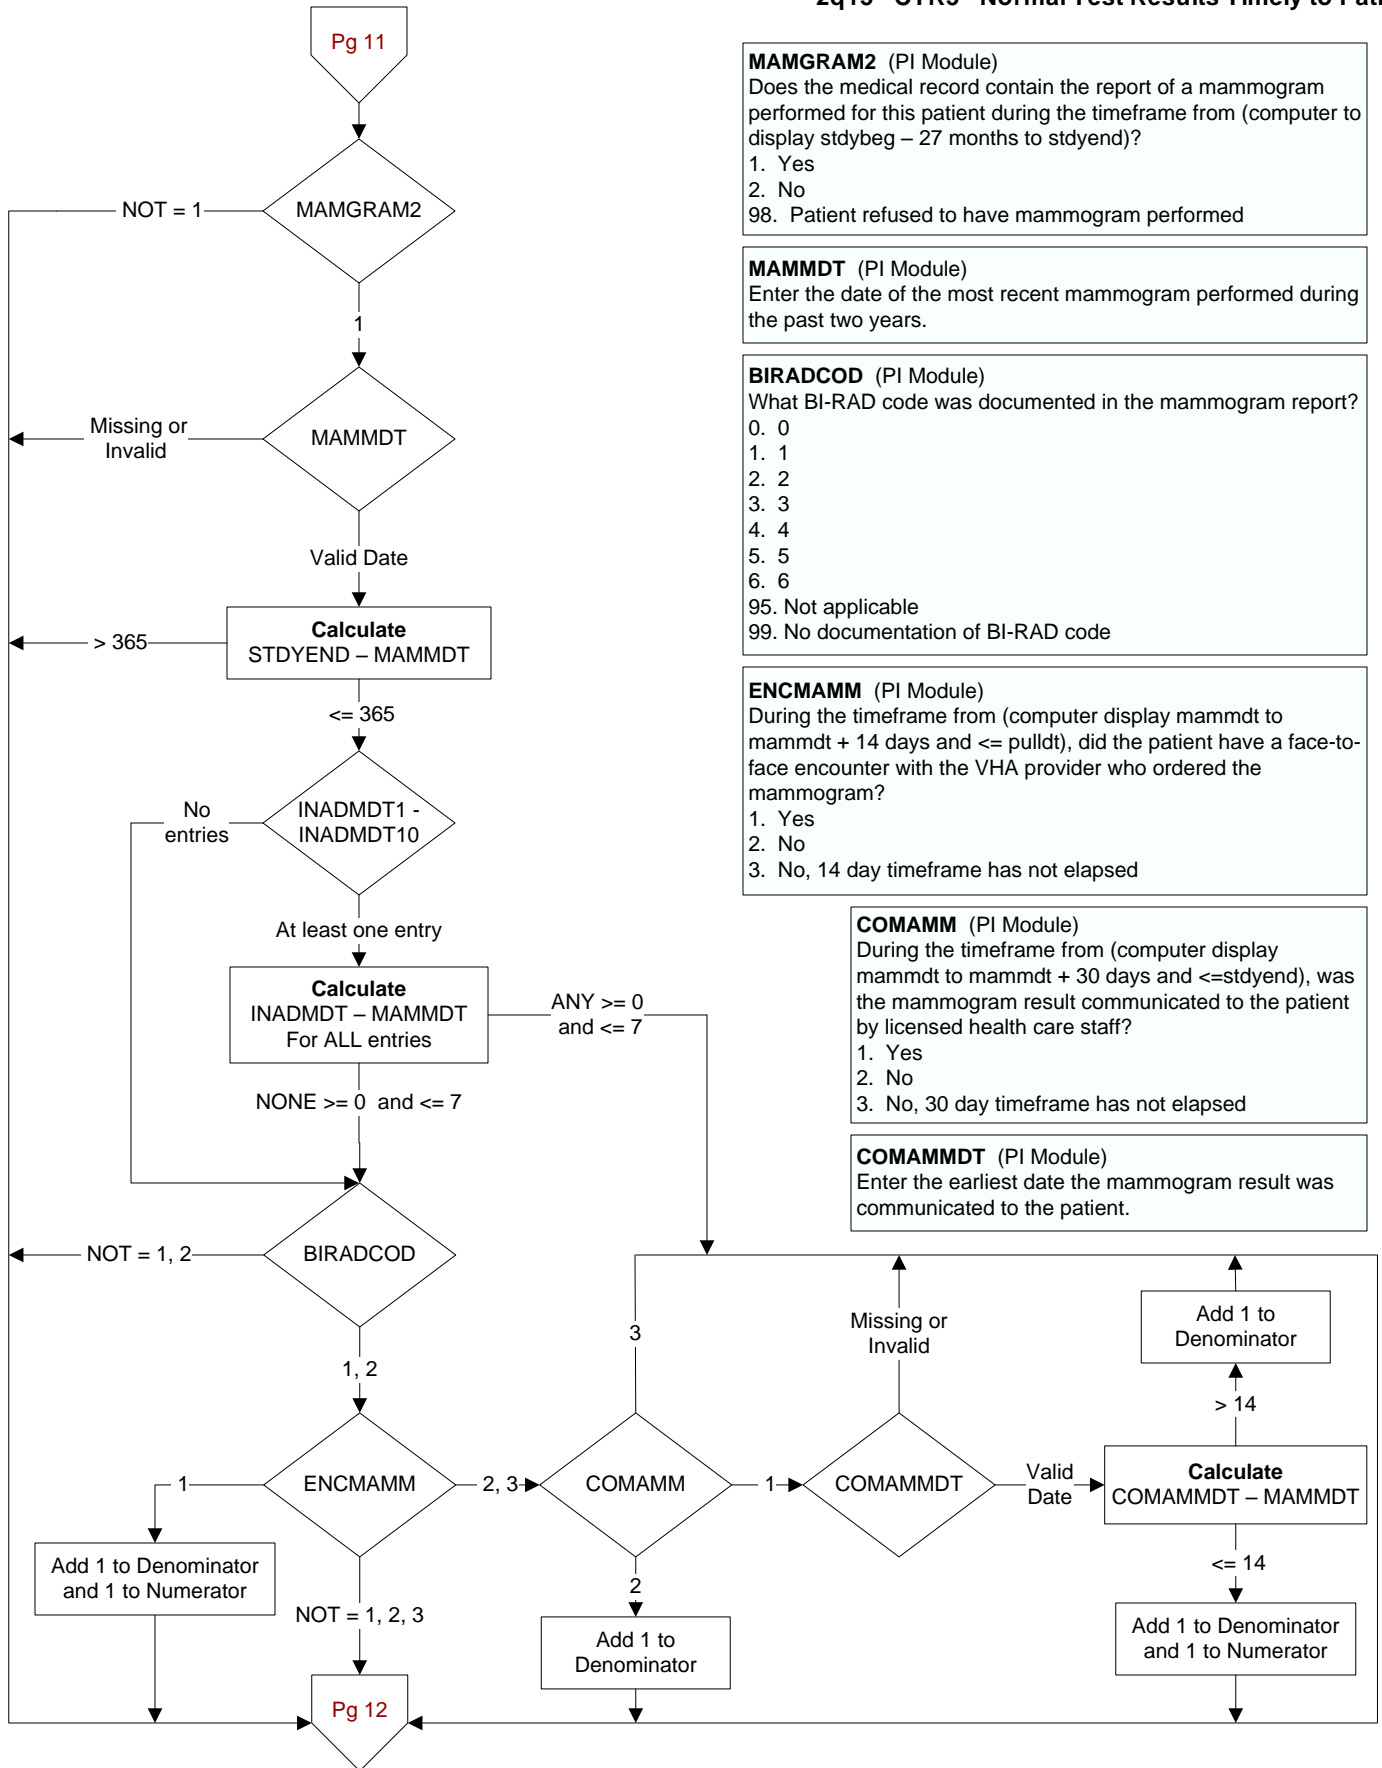 2q15 CTR5 Normal Test Results Timely to
Pg 11
MAMGRAM2
NOT = 1
1
MAMMDT
Missing or
Invalid
Valid Date
Calculate
STDYEND – MAMMDT
> 365
<= 365
INADMDT1 -
INADMDT10
No
entries
At least one entry
Calculate
INADMDT – MAMMDT
For ALL entries
ANY >= 0
and <= 7
NONE >= 0 and <= 7
BIRADCOD
NOT = 1, 2
1, 2
ENCMAMM
1
Add 1 to Denominator
and 1 to Numerator
NOT = 1, 2, 3
2, 3
COMAMM
3
2
Add 1 to
Denominator
1
COMAMMDT
Missing or
Invalid
Valid
Date
Calculate
COMAMMDT – MAMMDT
> 14
Add 1 to
Denominator
<= 14
Add 1 to Denominator
and 1 to Numerator
Pg 12
MAMGRAM2 (PI Module)
Does the medical record contain the report of a mammogram
performed for this patient during the timeframe from (computer to
display stdybeg – 27 months to stdyend)?
1. Yes
2. No
98. Patient refused to have mammogram performed
MAMMDT (PI Module)
Enter the date of the most recent mammogram performed during
the past two years.
BIRADCOD (PI Module)
What BI-RAD code was documented in the mammogram report?
0. 0
1. 1
2. 2
3. 3
4. 4
5. 5
6. 6
95. Not applicable
99. No documentation of BI-RAD code
ENCMAMM (PI Module)
During the timeframe from (computer display mammdt to
mammdt + 14 days and <= pulldt), did the patient have a face-to-
face encounter with the VHA provider who ordered the
mammogram?
1. Yes
2. No
3. No, 14 day timeframe has not elapsed
COMAMM (PI Module)
During the timeframe from (computer display
mammdt to mammdt + 30 days and <=stdyend), was
the mammogram result communicated to the patient
by licensed health care staff?
1. Yes
2. No
3. No, 30 day timeframe has not elapsed
COMAMMDT (PI Module)
Enter the earliest date the mammogram result was
communicated to the patient.